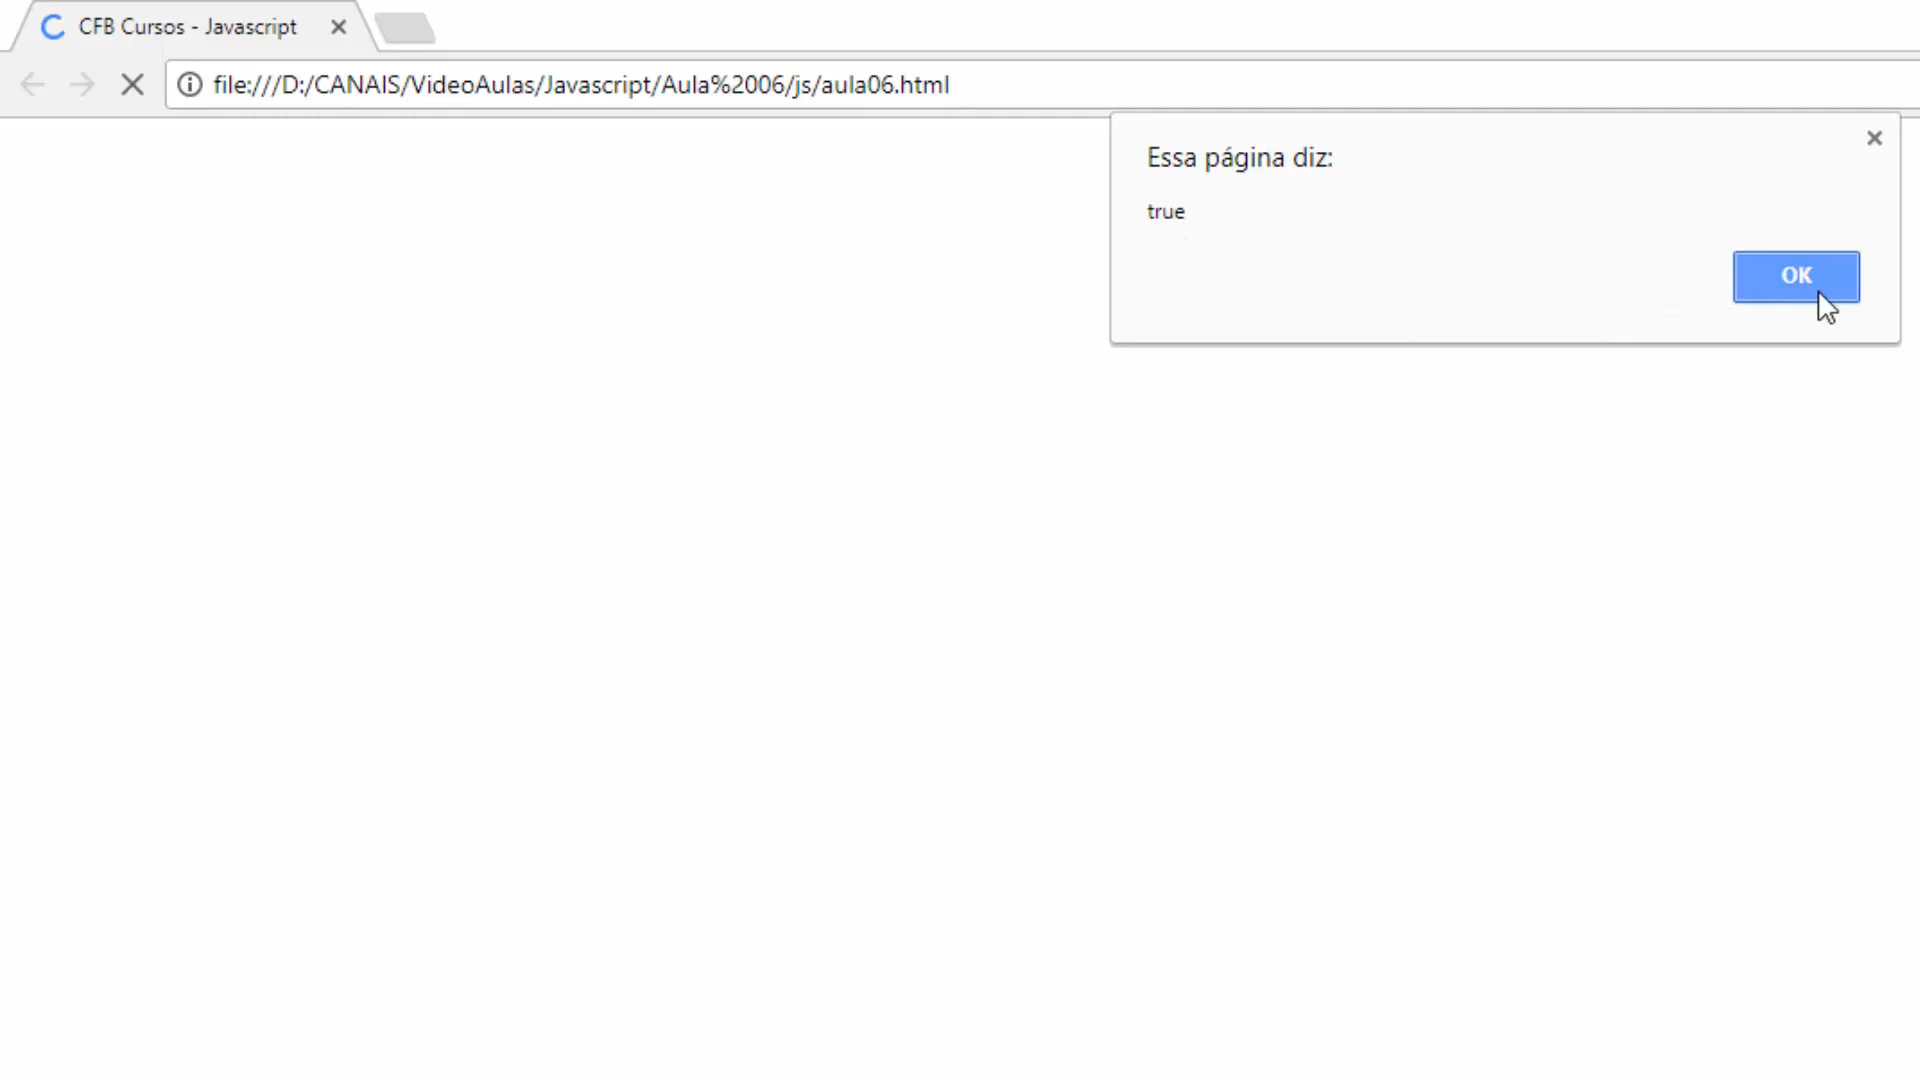 CFB Cursos - Javascript
file:///D:/CANAIS/VideoAulas/Javascript/Aula%2006/js/aula06.html
Essa página diz:
true
OK